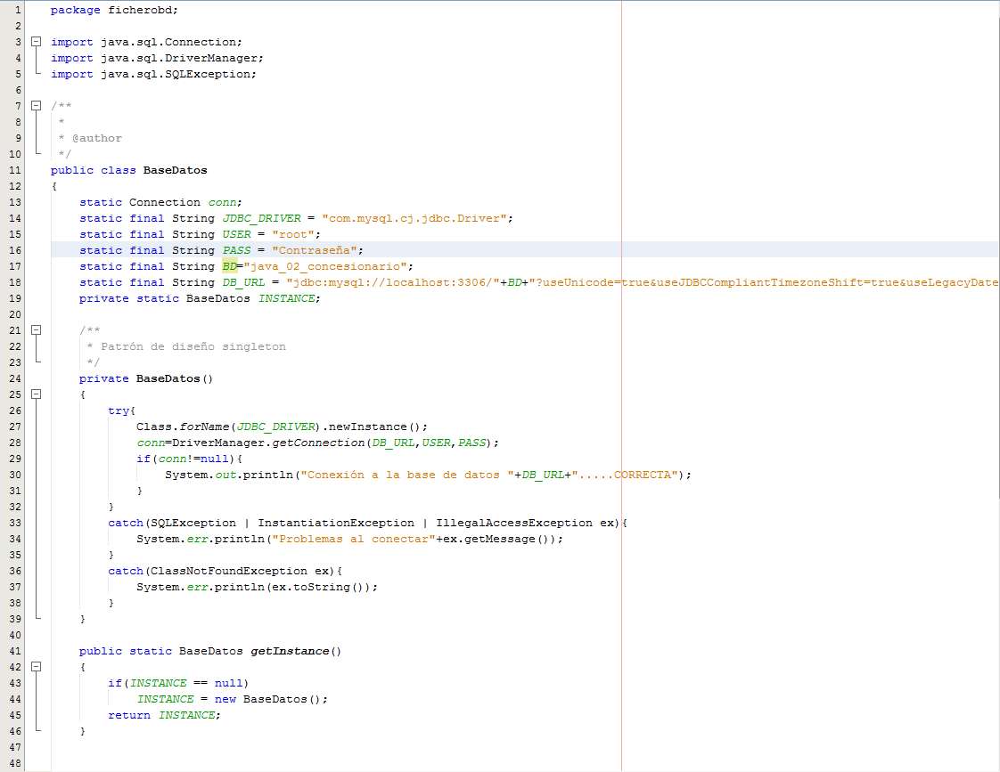 1 package ficherobd;
2
3 import java.sql.Connection;
4 import java.sql.DriverManager;
5 import java.sql.SQLException;
6
7 /**
8 *
9 * @author
10 */
11 public class BaseDatos
12 {
13 static Connection conn;
14 static final String JDBC_DRIVER = "com.mysql.cj.jdbc.Driver";
15 static final String USER = "root";
16 static final String PASS = "Contraseña";
17 static final String BD="java_02_concesionario";
18 static final String DB_URL = "jdbc:mysql://localhost:3306/"+BD+"?useUnicode=true&useJDBCCompliantTimezoneShift=true&useLegacyDate
19 private static BaseDatos INSTANCE;
20
21 /**
22 * Patrón de diseño singleton
23 */
24 private BaseDatos()
25 {
26 try{
27 Class.forName(JDBC_DRIVER).newInstance();
28 conn=DriverManager.getConnection(DB_URL,USER,PASS);
29 if(conn!=null){
30 System.out.println("Conexión a la base de datos "+DB_URL+".....CORRECTA");
31 }
32 }
33 catch(SQLException | InstantiationException | IllegalAccessException ex){
34 System.err.println("Problemas al conectar"+ex.getMessage());
35 }
36 catch(ClassNotFoundException ex){
37 System.err.println(ex.toString());
38 }
39 }
40
41 public static BaseDatos getInstance()
42 {
43 if(INSTANCE == null)
44 INSTANCE = new BaseDatos();
45 return INSTANCE;
46 }
47
48